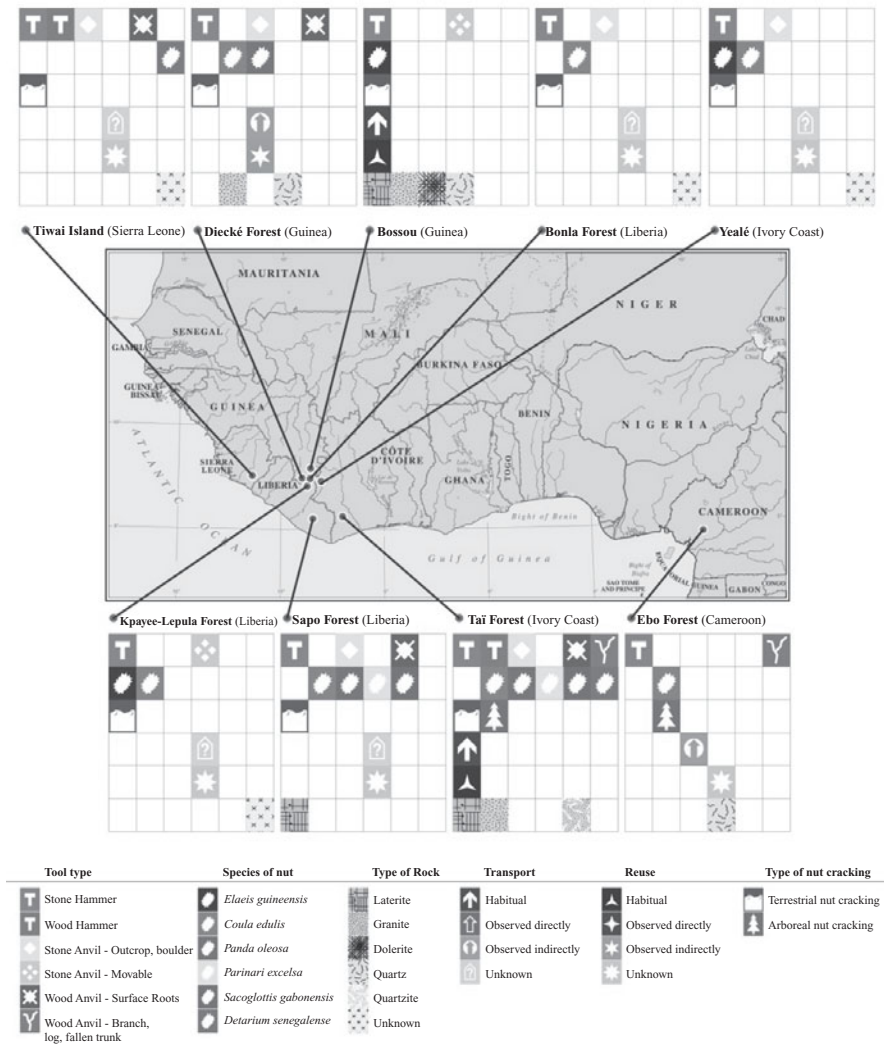 Tiwai Island (Sierra Leone)
Diecké Forest (Guinea)
Bossou (Guinea)
Bonla Forest (Liberia)
Yealé (Ivory Coast)
MAURITANIA
NIGER
CHAD
SENEGAL
MALI
GAMBIA
BURKINA FASO
GUINEA
BISSAU
GUINEA
BENIN
NIGERIA
SIERRA
LEONE
CÔTE
D'IVOIRE
LIBERIA
GHANA
TOGO
CAMEROON
ATLANTIC OCEAN
Bight of Benin
Gulf of Guinea
Bight of
Biafra
SAO TOME
AND PRINCIPE
EQUATORIAL GUINEA
GABON
CONGO
Kpayee-Lepula Forest (Liberia)
Sapo Forest (Liberia)
Taï Forest (Ivory Coast)
Ebo Forest (Cameroon)
Tool type
Stone Hammer
Wood Hammer
Stone Anvil - Outcrop, boulder
Stone Anvil - Movable
Wood Anvil - Surface Roots
Wood Anvil - Branch,
log, fallen trunk
Species of nut
Elaeis guineensis
Coula edulis
Panda oleosa
Parinari excelsa
Sacoglottis gabonensis
Detarium senegalense
Type of Rock
Laterite
Granite
Dolerite
Quartz
Quartzite
Unknown
Transport
Habitual
Observed directly
Observed indirectly
Unknown
Reuse
Habitual
Observed directly
Observed indirectly
Unknown
Type of nut cracking
Terrestrial nut cracking
Arboreal nut cracking